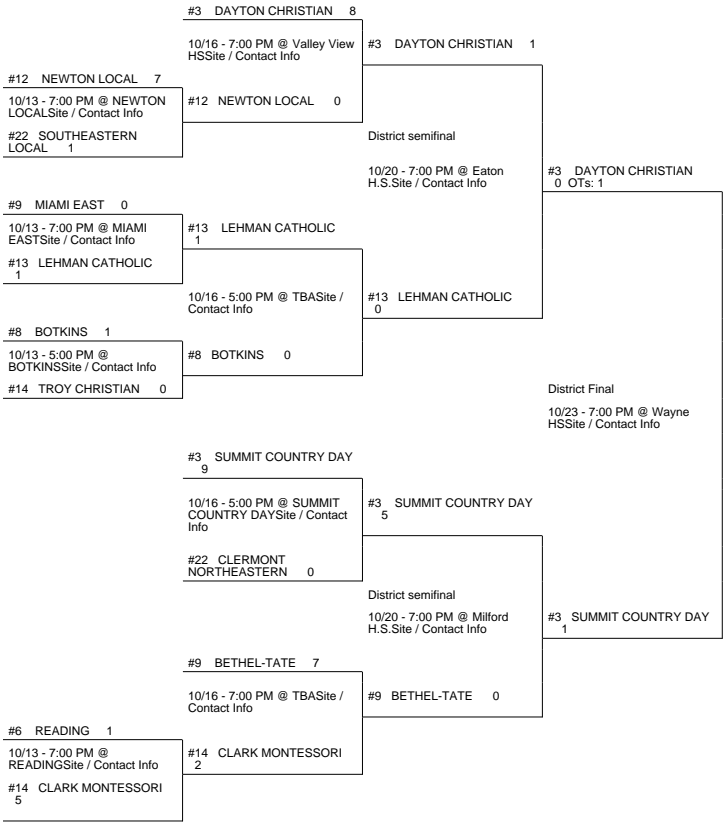 #3 DAYTON CHRISTIAN 8
10/16 - 7:00 PM @ Valley View
HSSite / Contact Info
#3 DAYTON CHRISTIAN 1
#12 NEWTON LOCAL 7
10/13 - 7:00 PM @ NEWTON
LOCALSite / Contact Info
#12 NEWTON LOCAL 0
#22 SOUTHEASTERN
LOCAL 1
District semifinal
10/20 - 7:00 PM @ Eaton
H.S.Site / Contact Info
#3 DAYTON CHRISTIAN
0 OTs: 1
#9 MIAMI EAST 0
10/13 - 7:00 PM @ MIAMI
EASTSite / Contact Info
#13 LEHMAN CATHOLIC
1
#13 LEHMAN CATHOLIC
1
10/16 - 5:00 PM @ TBASite /
Contact Info
#13 LEHMAN CATHOLIC
0
#8 BOTKINS 1
10/13 - 5:00 PM @
BOTKINSSite / Contact Info
#8 BOTKINS 0
#14 TROY CHRISTIAN 0
District Final
10/23 - 7:00 PM @ Wayne
HSSite / Contact Info
#3 SUMMIT COUNTRY DAY
9
10/16 - 5:00 PM @ SUMMIT
COUNTRY DAYSite / Contact
Info
#3 SUMMIT COUNTRY DAY
5
#22 CLERMONT
NORTHEASTERN 0
District semifinal
10/20 - 7:00 PM @ Milford
H.S.Site / Contact Info
#3 SUMMIT COUNTRY DAY
1
#9 BETHEL-TATE 7
10/16 - 7:00 PM @ TBASite /
Contact Info
#9 BETHEL-TATE 0
#6 READING 1
10/13 - 7:00 PM @
READINGSite / Contact Info
#14 CLARK MONTESSORI
2
#14 CLARK MONTESSORI
5